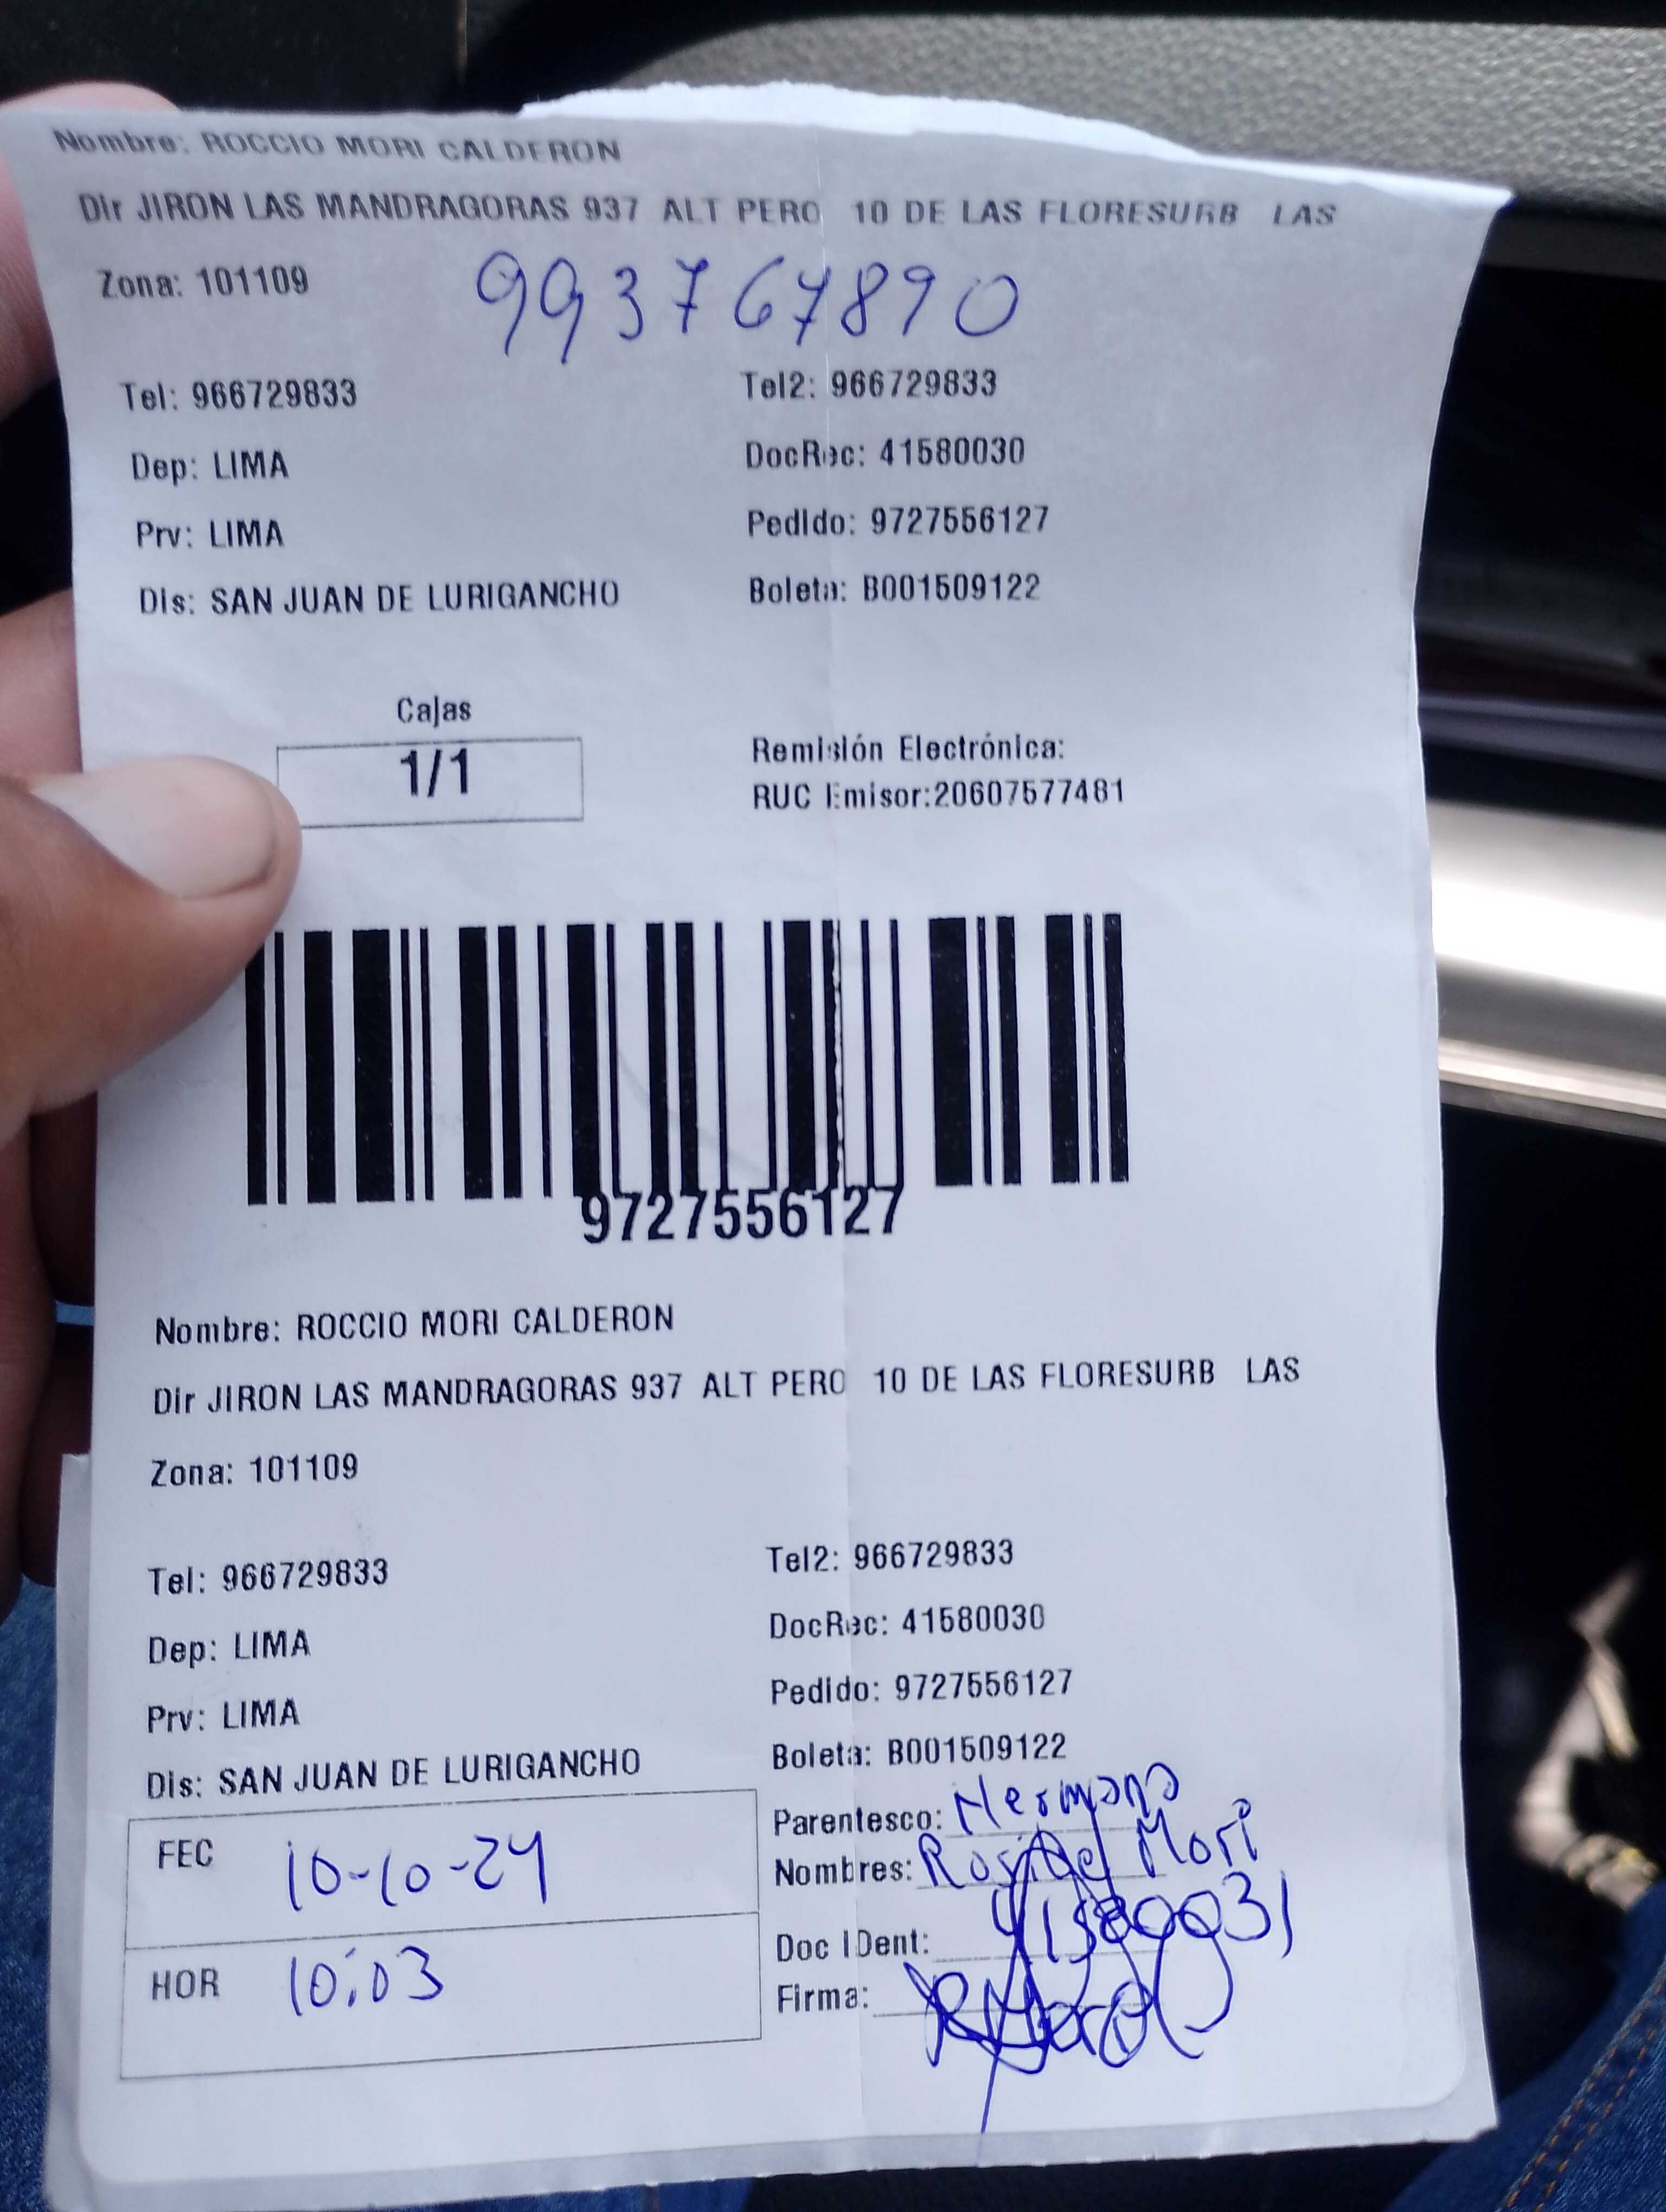 Nombre: ROCCIO MORI CALDERON
Dir JIRON LAS MANDRAGORAS 937 ALT PERO 10 DE LAS FLORESURB LAS
Zona: 101109
993767890
Tel: 966729833 Tel2: 966729833
Dep: LIMA DocRec: 41580030
Prv: LIMA Pedido: 9727556127
Dis: SAN JUAN DE LURIGANCHO Boleta: B001509122
Cajas
1/1
Remisión Electrónica:
RUC Emisor:20607577481
9727556127
Nombre: ROCCIO MORI CALDERON
Dir JIRON LAS MANDRAGORAS 937 ALT PERO 10 DE LAS FLORESURB LAS
Zona: 101109
Tel: 966729833 Tel2: 966729833
Dep: LIMA DocRec: 41580030
Prv: LIMA Pedido: 9727556127
Dis: SAN JUAN DE LURIGANCHO Boleta: B001509122
FEC 10-10-24
HOR 10:03
Parentesco: Hermana
Nombres: Mori
Doc IDent: 41580031
Firma: